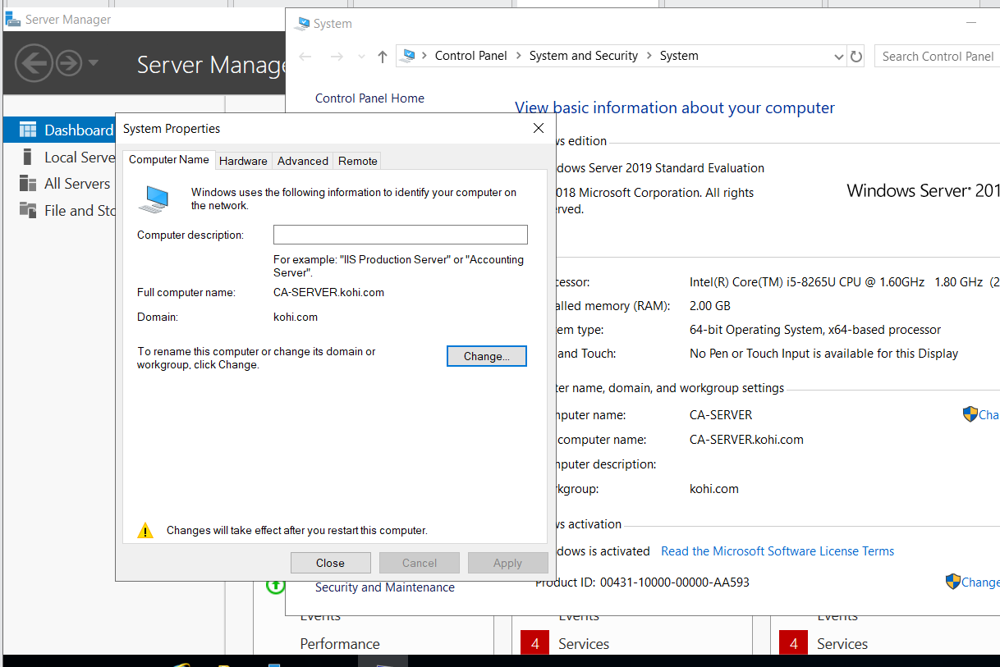 Server Manager
System
Server Manage
Control Panel
System and Security
System
Search Control Panel
Control Panel Home
View basic information about your computer
Dashboard
Local Serve
All Servers
File and Sto
System Properties
Computer Name
Hardware
Advanced
Remote
Windows uses the following information to identify your computer on
the network.
Computer description:
For example: "IIS Production Server" or "Accounting
Server".
Full computer name:
CA-SERVER.kohi.com
Domain:
kohi.com
To rename this computer or change its domain or
workgroup, click Change.
Change...
Changes will take effect after you restart this computer.
Close
Cancel
Apply
ws edition
dows Server 2019 Standard Evaluation
018 Microsoft Corporation. All rights
rved.
Windows Server 201
essor:
Intel(R) Core(TM) i5-8265U CPU @ 1.60GHz 1.80 GHz (2
alled memory (RAM):
2.00 GB
em type:
64-bit Operating System, x64-based processor
and Touch:
No Pen or Touch Input is available for this Display
ter name, domain, and workgroup settings
mputer name:
CA-SERVER
Cha
computer name:
CA-SERVER.kohi.com
mputer description:
rkgroup:
kohi.com
ws activation
dows is activated
Read the Microsoft Software License Terms
Product ID: 00431-10000-00000-AA593
Change
Security and Maintenance
Events
Performance
Events
4 Services
Events
4 Services